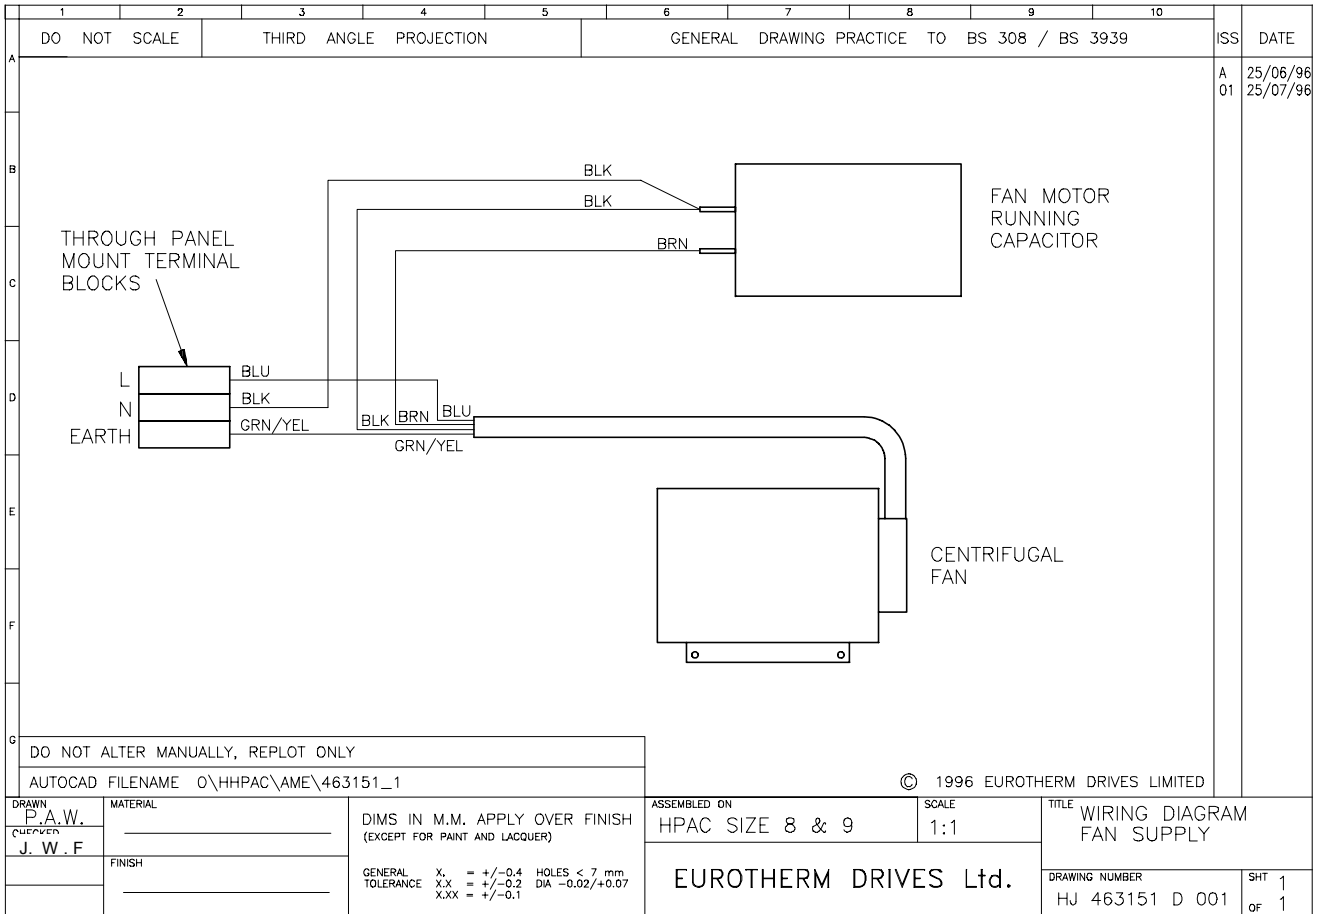 1 2 3 4 5 6 7 8 9 10
DO NOT SCALE THIRD ANGLE PROJECTION GENERAL DRAWING PRACTICE TO BS 308 / BS 3939 ISS DATE
A
A 25/06/96
01 25/07/96
B
BLK
BLK
BRN
FAN MOTOR
RUNNING
CAPACITOR
THROUGH PANEL
MOUNT TERMINAL
BLOCKS
C
D
L BLU
N BLK
EARTH GRN/YEL
BLK BRN BLU
GRN/YEL
E
CENTRIFUGAL
FAN
F
G
DO NOT ALTER MANUALLY, REPLOT ONLY
AUTOCAD FILENAME O\HHPAC\AME\463151_1
© 1996 EUROTHERM DRIVES LIMITED
DRAWN
P.A.W.
CHECKED
J. W . F
MATERIAL
FINISH
DIMS IN M.M. APPLY OVER FINISH
(EXCEPT FOR PAINT AND LACQUER)
GENERAL X. = +/-0.4 HOLES < 7 mm
TOLERANCE X.X = +/-0.2 DIA -0.02/+0.07
X.XX = +/-0.1
ASSEMBLED ON
HPAC SIZE 8 & 9
SCALE
1:1
EUROTHERM DRIVES Ltd.
TITLE WIRING DIAGRAM
FAN SUPPLY
DRAWING NUMBER
HJ 463151 D 001
SHT 1
OF 1